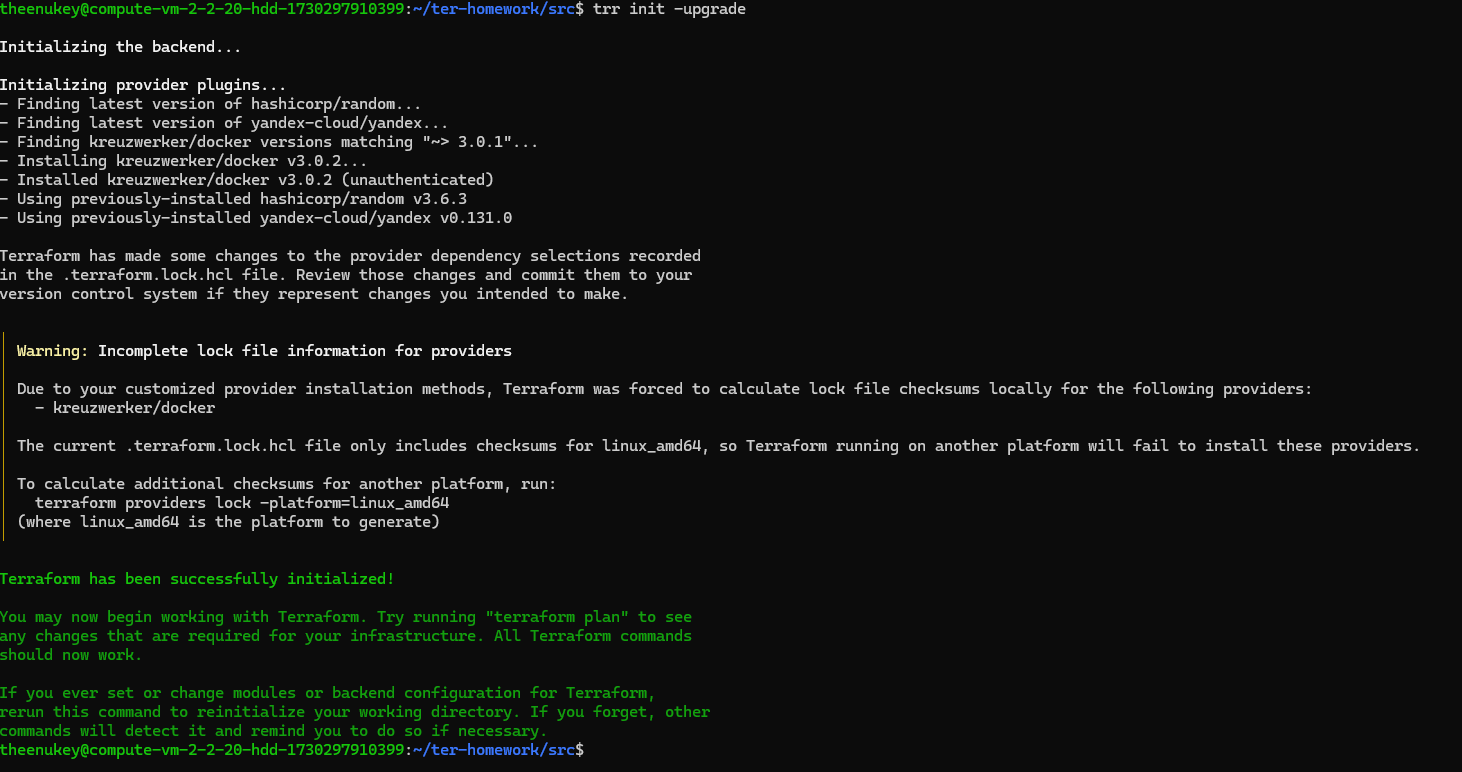 theenukey@compute-vm-2-2-20-hdd-1730297910399:~/ter-homework/src$ trr init -upgrade
Initializing the backend...
Initializing provider plugins...
- Finding latest version of hashicorp/random...
- Finding latest version of yandex-cloud/yandex...
- Finding kreuzwerker/docker versions matching "~> 3.0.1"...
- Installing kreuzwerker/docker v3.0.2...
- Installed kreuzwerker/docker v3.0.2 (unauthenticated)
- Using previously-installed hashicorp/random v3.6.3
- Using previously-installed yandex-cloud/yandex v0.131.0
Terraform has made some changes to the provider dependency selections recorded
in the .terraform.lock.hcl file. Review those changes and commit them to your
version control system if they represent changes you intended to make.
Warning: Incomplete lock file information for providers
Due to your customized provider installation methods, Terraform was forced to calculate lock file checksums locally for the following providers:
- kreuzwerker/docker
The current .terraform.lock.hcl file only includes checksums for linux_amd64, so Terraform running on another platform will fail to install these providers.
To calculate additional checksums for another platform, run:
terraform providers lock -platform=linux_amd64
(where linux_amd64 is the platform to generate)
Terraform has been successfully initialized!
You may now begin working with Terraform. Try running "terraform plan" to see
any changes that are required for your infrastructure. All Terraform commands
should now work.
If you ever set or change modules or backend configuration for Terraform,
rerun this command to reinitialize your working directory. If you forget, other
commands will detect it and remind you to do so if necessary.
theenukey@compute-vm-2-2-20-hdd-1730297910399:~/ter-homework/src$